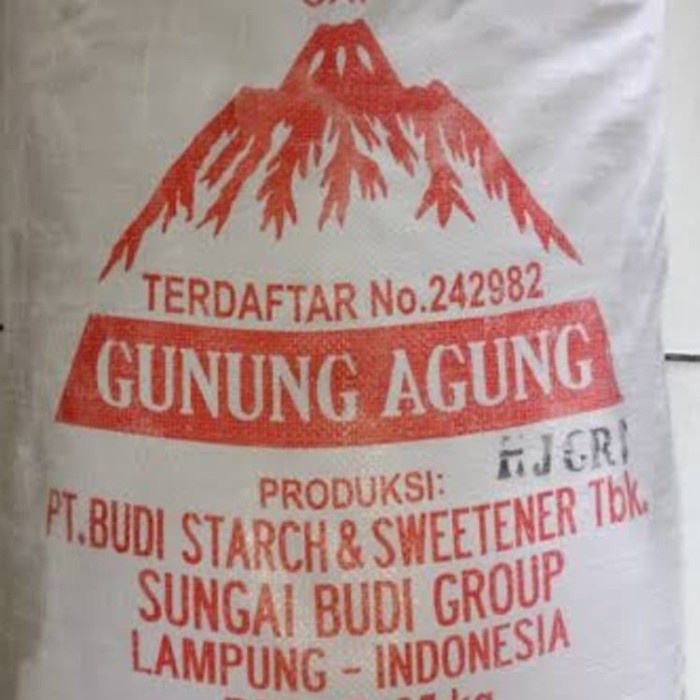 TERDAFTAR No.242982
GUNUNG AGUNG
PRODUKSI:
PT.BUDI STARCH & SWEETENER Tbk.
SUNGAI BUDI GROUP
LAMPUNG - INDONESIA